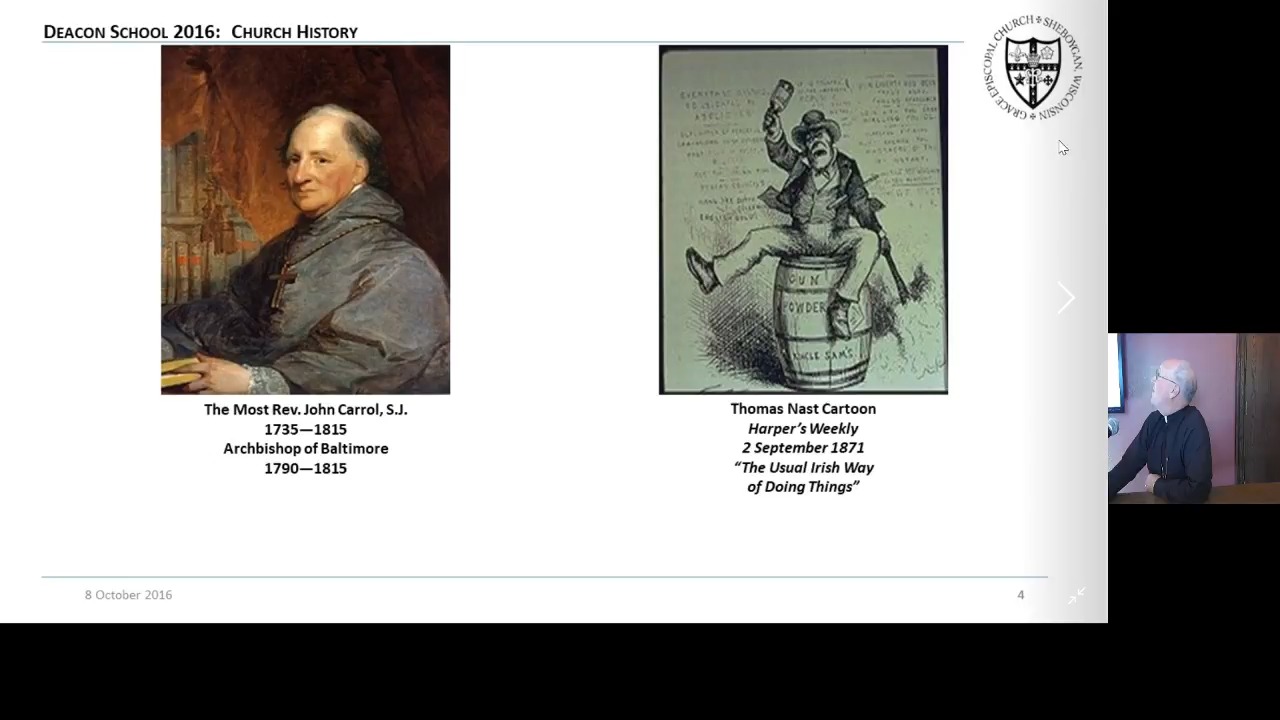 DEACON SCHOOL 2016: CHURCH HISTORY
GRACE EPISCOPAL CHURCH ✠ SHEBOYGAN, WISCONSIN ✠
GUN
POWDER
UNCLE SAM'S
The Most Rev. John Carrol, S.J.
1735—1815
Archbishop of Baltimore
1790—1815
Thomas Nast Cartoon
Harper's Weekly
2 September 1871
“The Usual Irish Way
of Doing Things”
8 October 2016
4